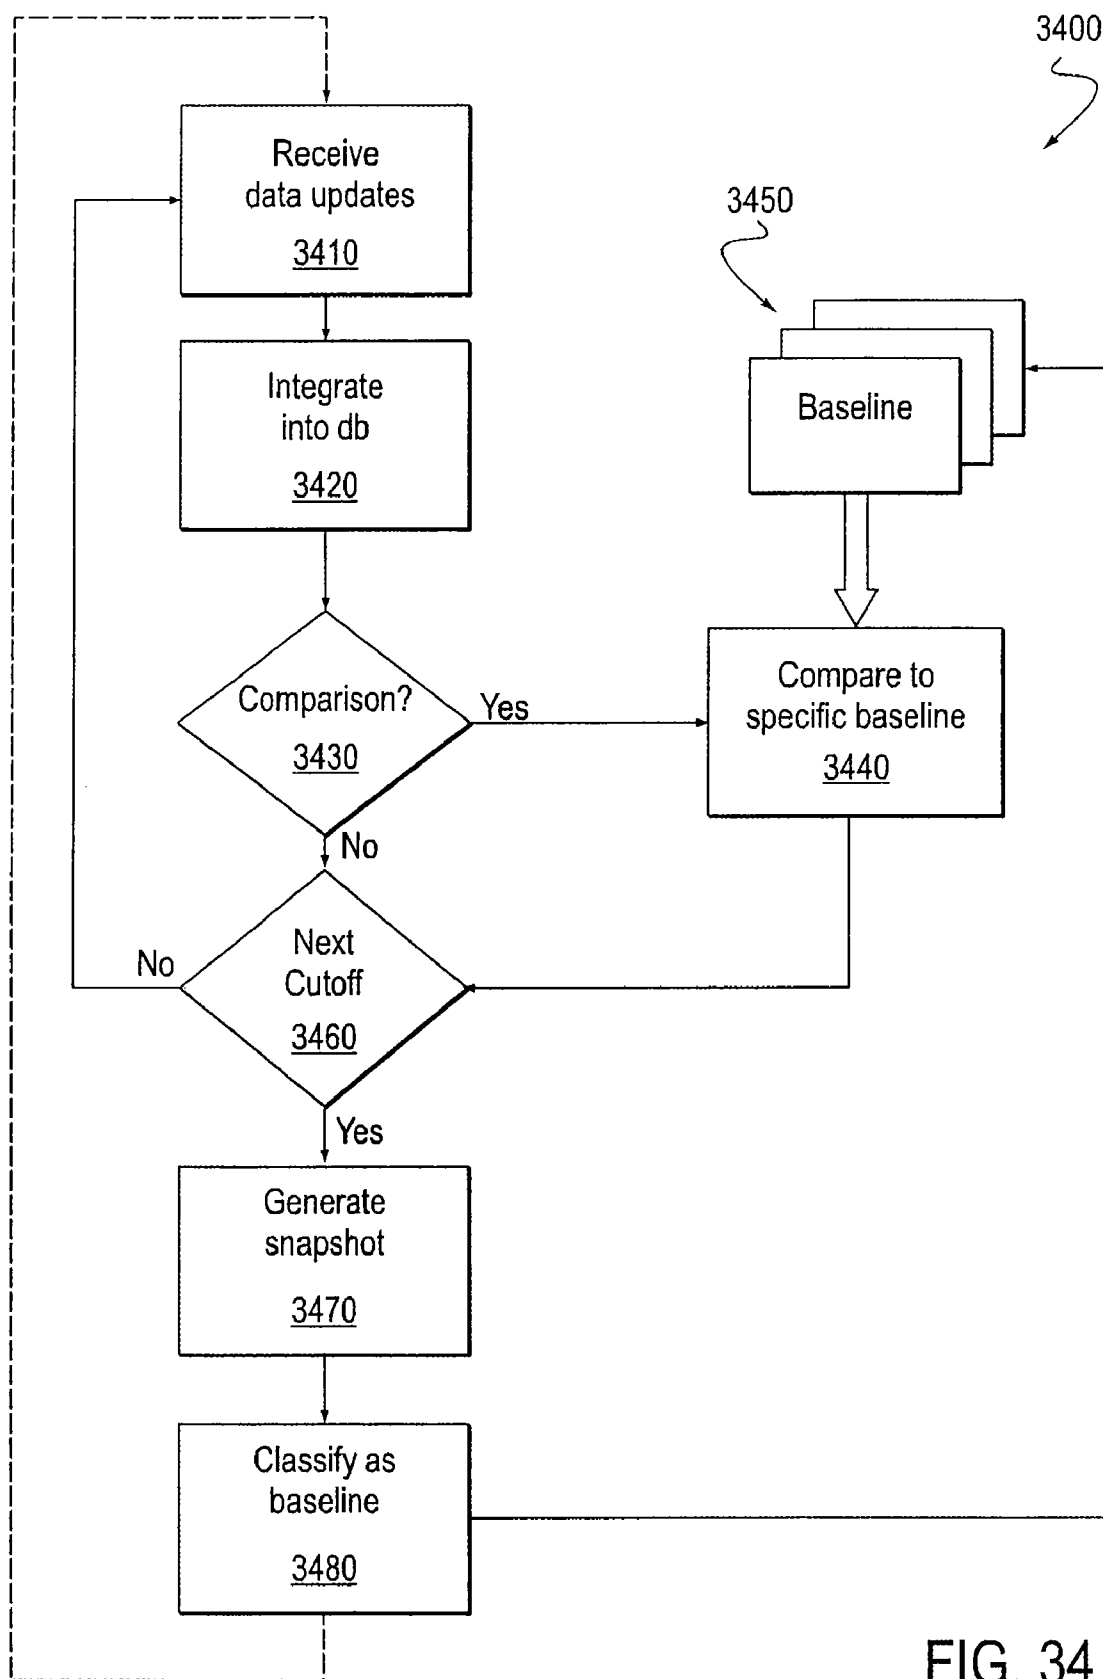 3400
Receive
data updates
3410
3450
Integrate
into db
3420
Baseline
Comparison?
3430
Yes
Compare to
specific baseline
3440
No
Next
Cutoff
3460
No
Yes
Generate
snapshot
3470
Classify as
baseline
3480
FIG. 34